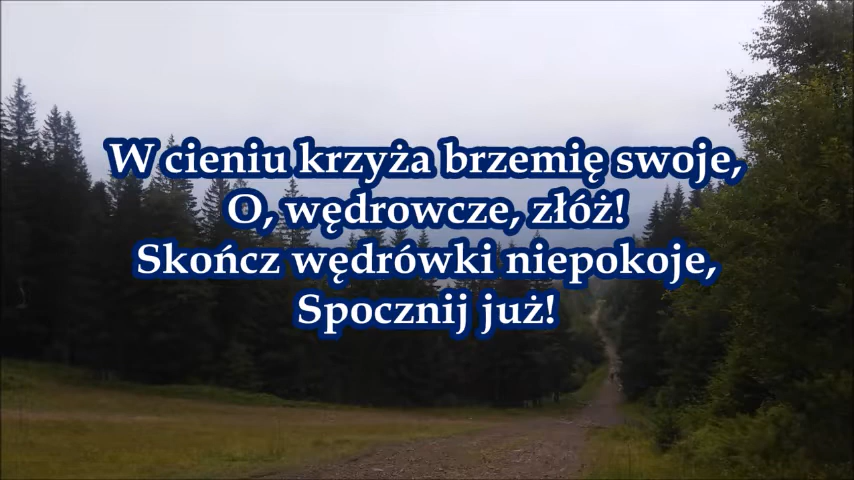 W cieniu krzyża brzemię swoje,
O, wędrowcze, złóż!
Skończ wędrówki niepokoje,
Spocznij już!